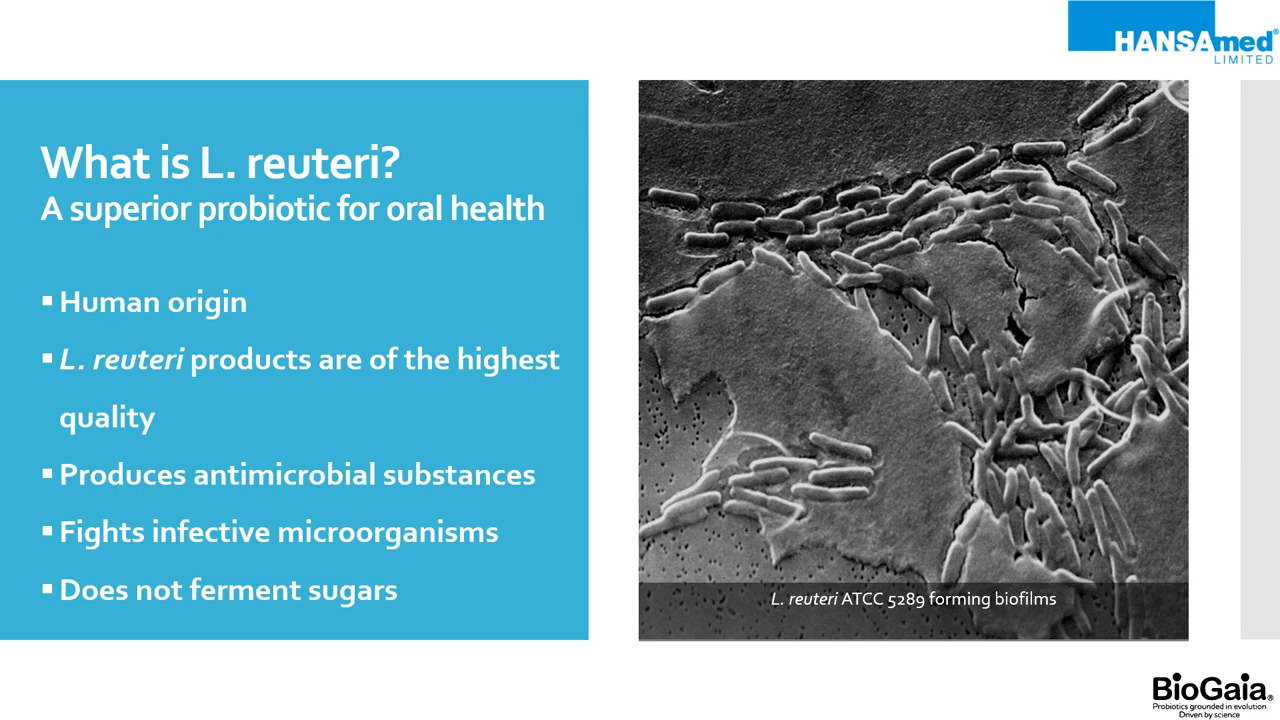 HANSAmed®
LIMITED
What is L. reuteri?
A superior probiotic for oral health
▪ Human origin
▪ L. reuteri products are of the highest
quality
▪ Produces antimicrobial substances
▪ Fights infective microorganisms
▪ Does not ferment sugars
L. reuteri ATCC 5289 forming biofilms
BioGaia®
Probiotics grounded in evolution
Driven by science